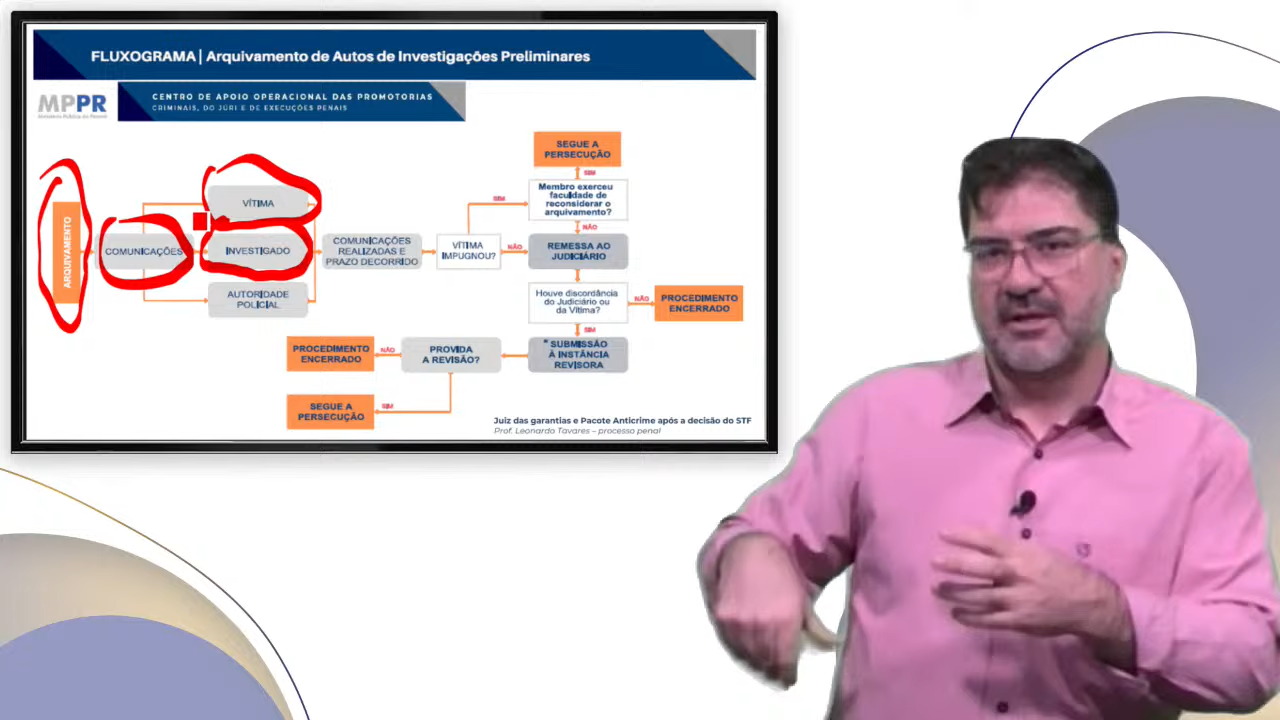 FLUXOGRAMA | Arquivamento de Autos de Investigações Preliminares
MPPR
Ministério Público do Paraná
CENTRO DE APOIO OPERACIONAL DAS PROMOTORIAS
CRIMINAIS, DO JÚRI E DE EXECUÇÕES PENAIS
ARQUIVAMENTO
COMUNICAÇÕES
VÍTIMA
INVESTIGADO
AUTORIDADE
POLICIAL
COMUNICAÇÕES
REALIZADAS E
PRAZO DECORRIDO
VÍTIMA
IMPUGNOU?
SIM
NÃO
SEGUE A
PERSECUÇÃO
SIM
Membro exerceu
faculdade de
reconsiderar o
arquivamento?
NÃO
REMESSA AO
JUDICIÁRIO
Houve discordância
do Judiciário ou
da Vítima?
NÃO
PROCEDIMENTO
ENCERRADO
SIM
* SUBMISSÃO
À INSTÂNCIA
REVISORA
PROVIDA
A REVISÃO?
NÃO
PROCEDIMENTO
ENCERRADO
SIM
SEGUE A
PERSECUÇÃO
Juiz das garantias e Pacote Anticrime após a decisão do STF
Prof. Leonardo Tavares – processo penal